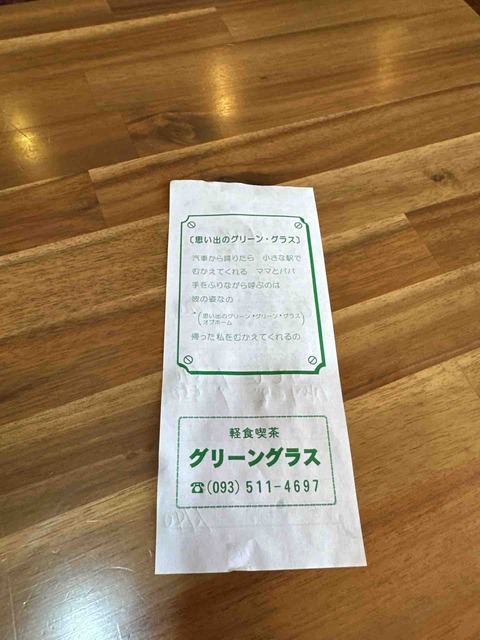 〔思い出のグリーン・グラス〕
汽車から降りたら 小さな駅で
むかえてくれる ママとパパ
手をふりながら呼ぶのは
彼の姿なの
*(思い出のグリーン・グリーン・グラス
オブホーム)
帰った私をむかえてくれるの
軽食喫茶
グリーングラス
☎(093) 511-4697